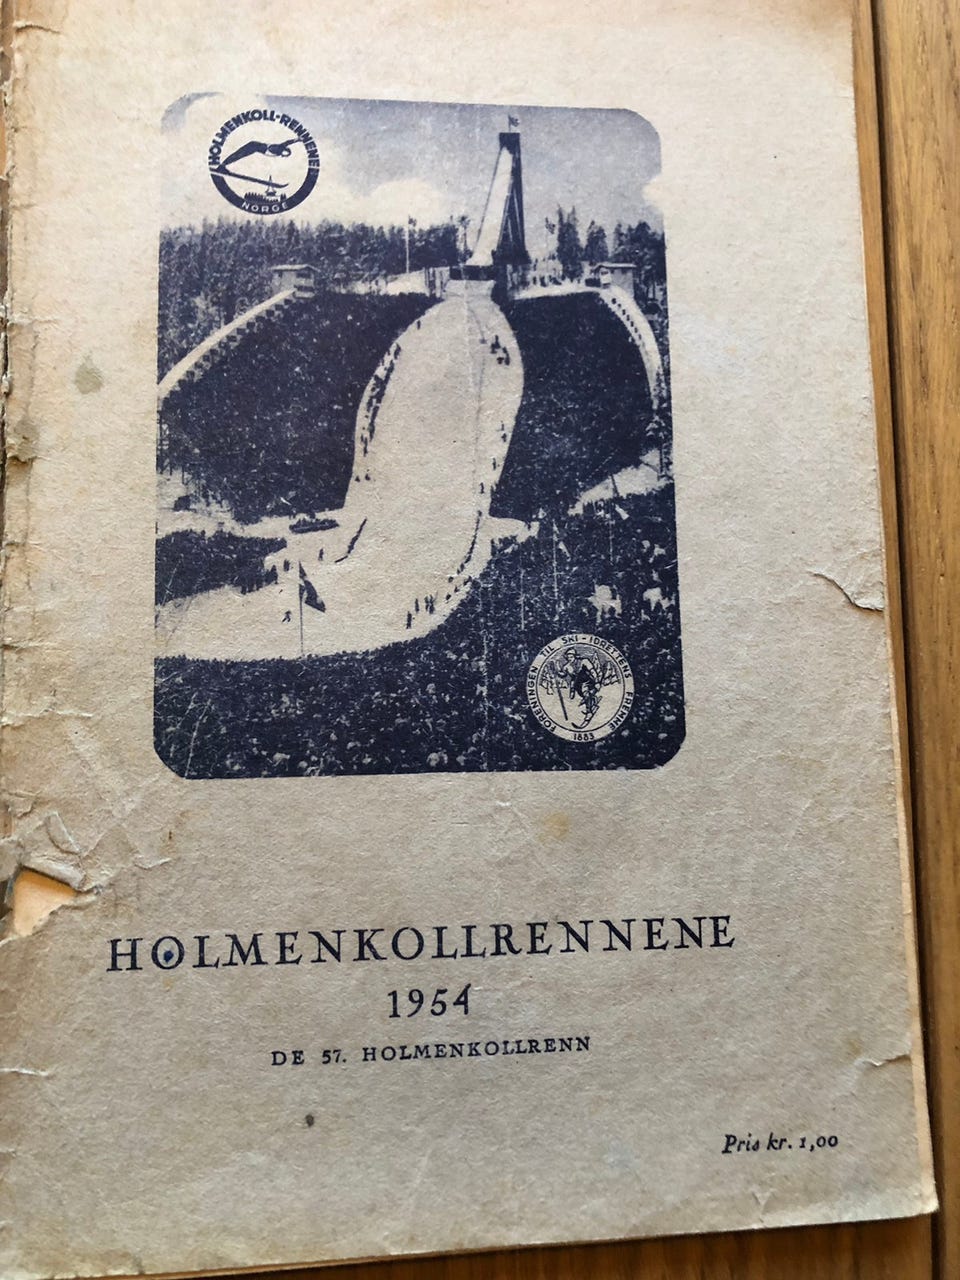 HOLMENKOLL-RENNENE
NORGE
FORENINGEN TIL SKI-IDRETTENS FREMME
1883
HOLMENKOLLRENNENE
1954
DE 57. HOLMENKOLLRENN
Pris kr. 1,00